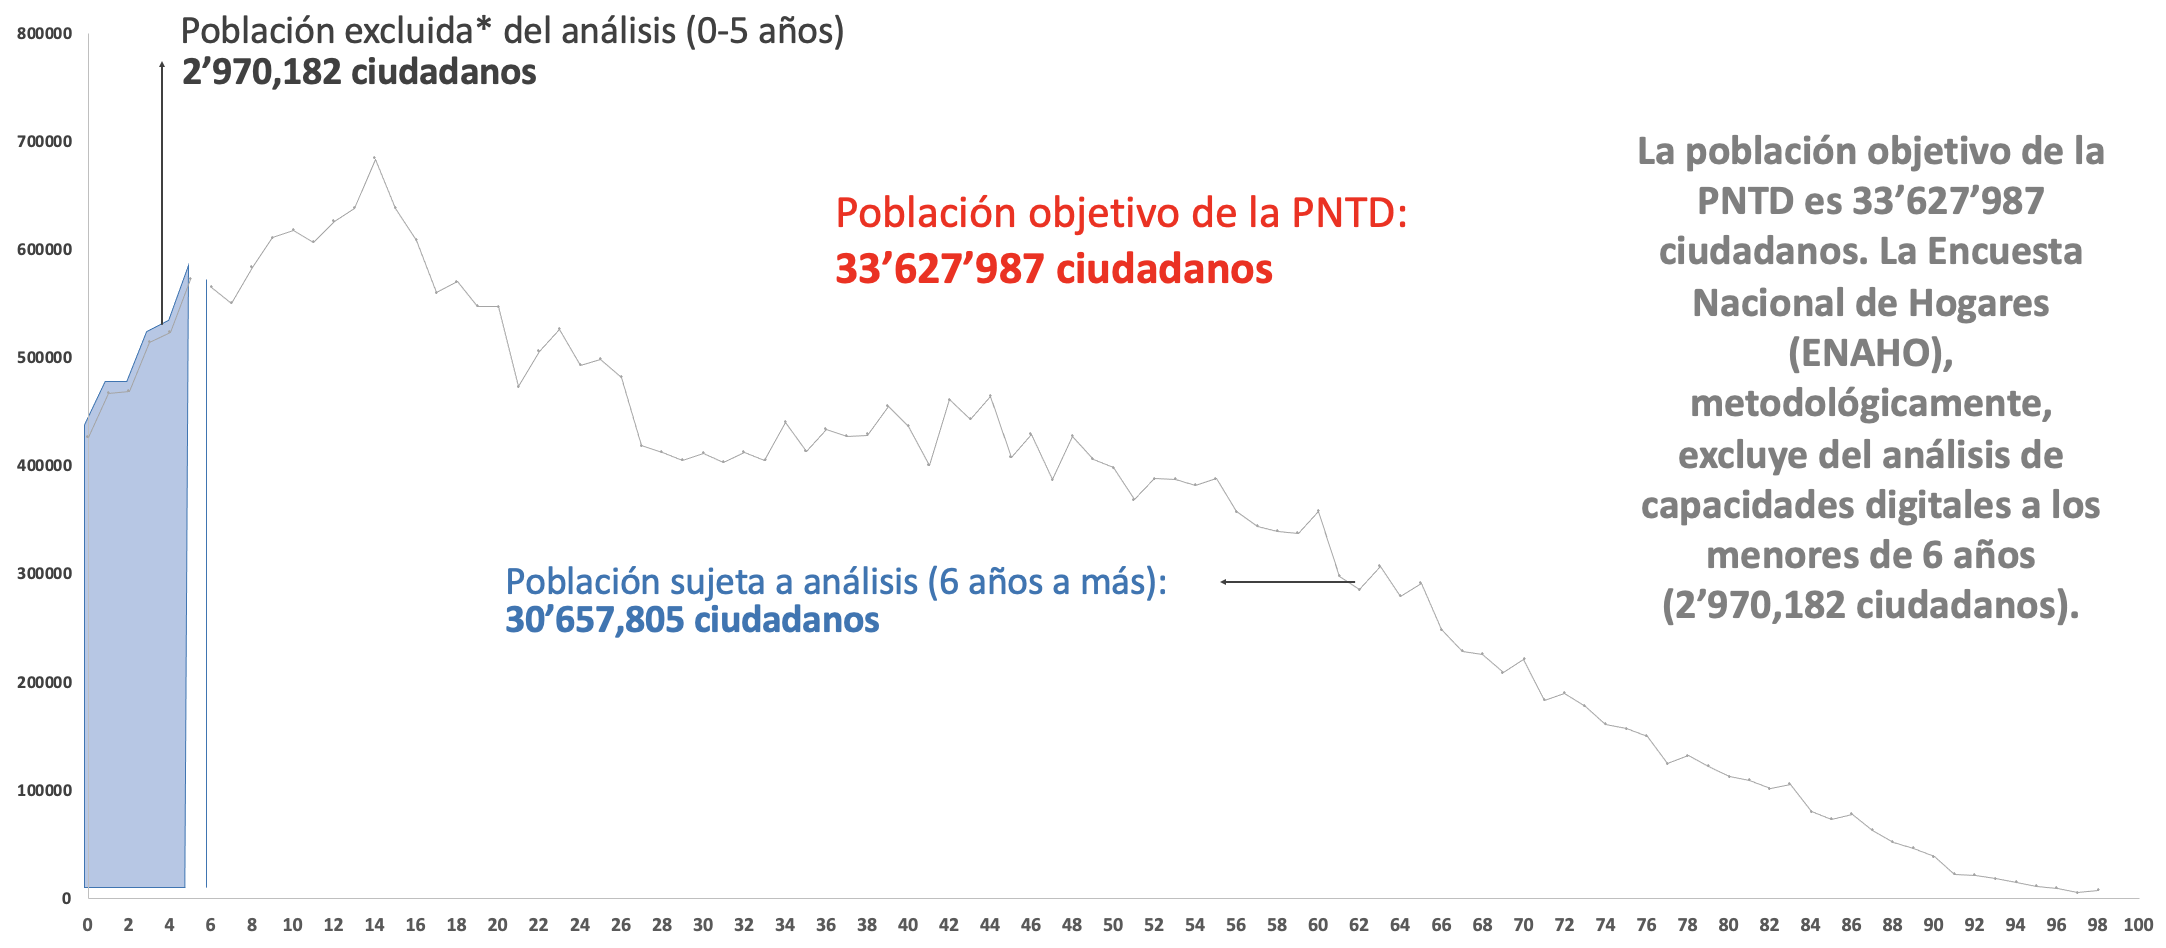 Población excluida* del análisis (0-5 años)
2’970,182 ciudadanos
800000
700000
600000
500000
400000
300000
200000
100000
0
Población objetivo de la PNTD:
33’627’987 ciudadanos
Población sujeta a análisis (6 años a más):
30’657,805 ciudadanos
La población objetivo de la
PNTD es 33’627’987
ciudadanos. La Encuesta
Nacional de Hogares
(ENAHO),
metodológicamente,
excluye del análisis de
capacidades digitales a los
menores de 6 años
(2’970,182 ciudadanos).
0 2 4 6 8 10 12 14 16 18 20 22 24 26 28 30 32 34 36 38 40 42 44 46 48 50 52 54 56 58 60 62 64 66 68 70 72 74 76 78 80 82 84 86 88 90 92 94 96 98 100